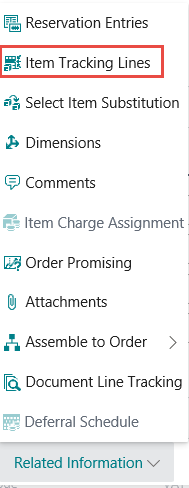 Reservation Entries
Item Tracking Lines
Select Item Substitution
Dimensions
Comments
Item Charge Assignment
Order Promising
Attachments
Assemble to Order
Document Line Tracking
Deferral Schedule
Related Information